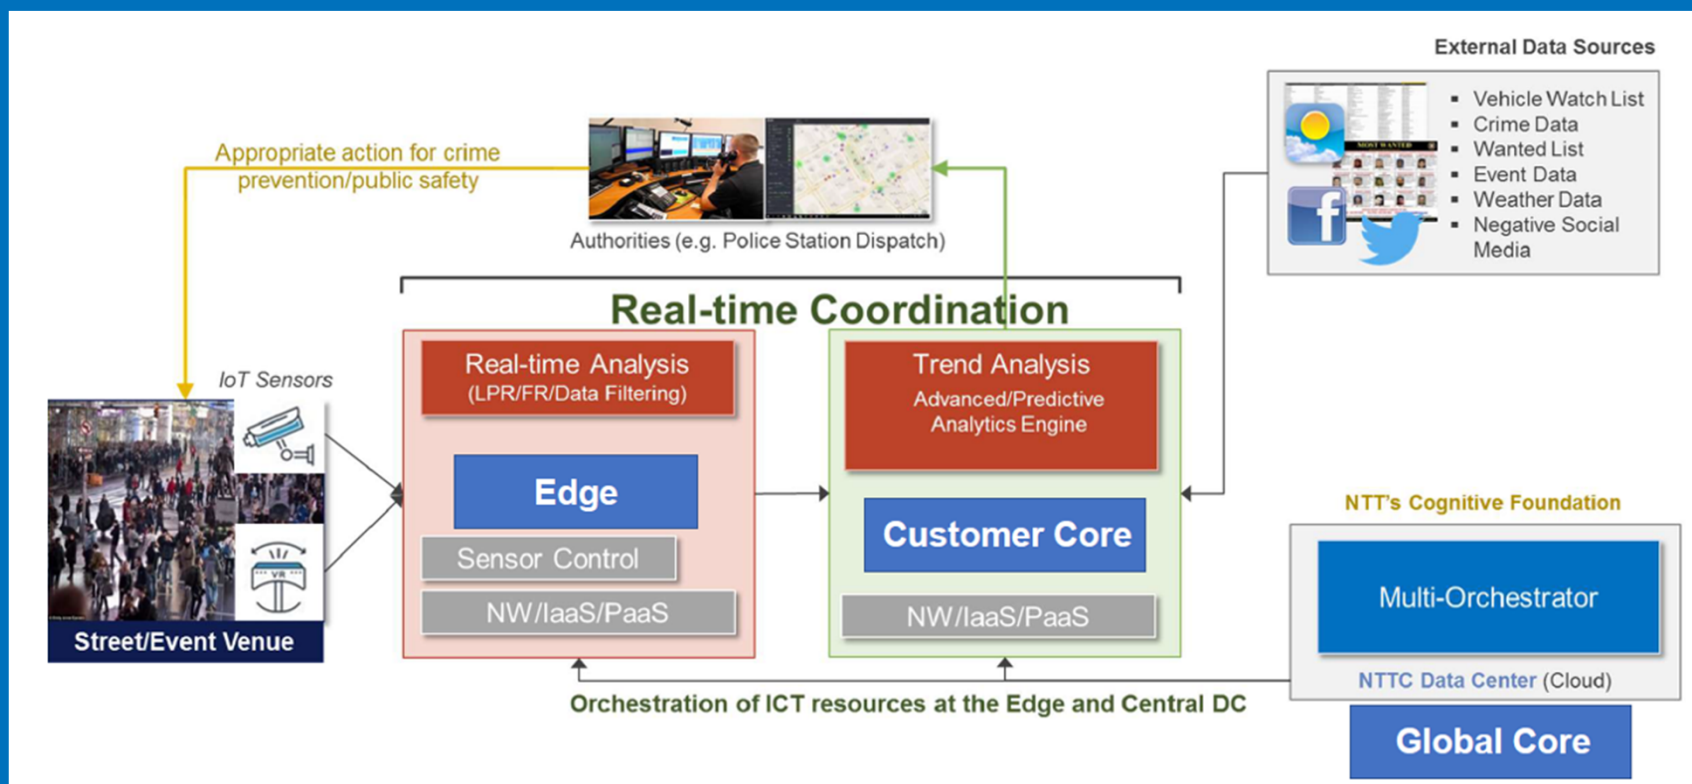 External Data Sources
▪ Vehicle Watch List
▪ Crime Data
▪ Wanted List
▪ Event Data
▪ Weather Data
▪ Negative Social
Media
MOST WANTED
f
Appropriate action for crime
prevention/public safety
Authorities (e.g. Police Station Dispatch)
Real-time Coordination
IoT Sensors
VR
Street/Event Venue
Real-time Analysis
(LPR/FR/Data Filtering)
Edge
Sensor Control
NW/IaaS/PaaS
Trend Analysis
Advanced/Predictive
Analytics Engine
Customer Core
NW/IaaS/PaaS
NTT's Cognitive Foundation
Multi-Orchestrator
NTTC Data Center (Cloud)
Global Core
Orchestration of ICT resources at the Edge and Central DC